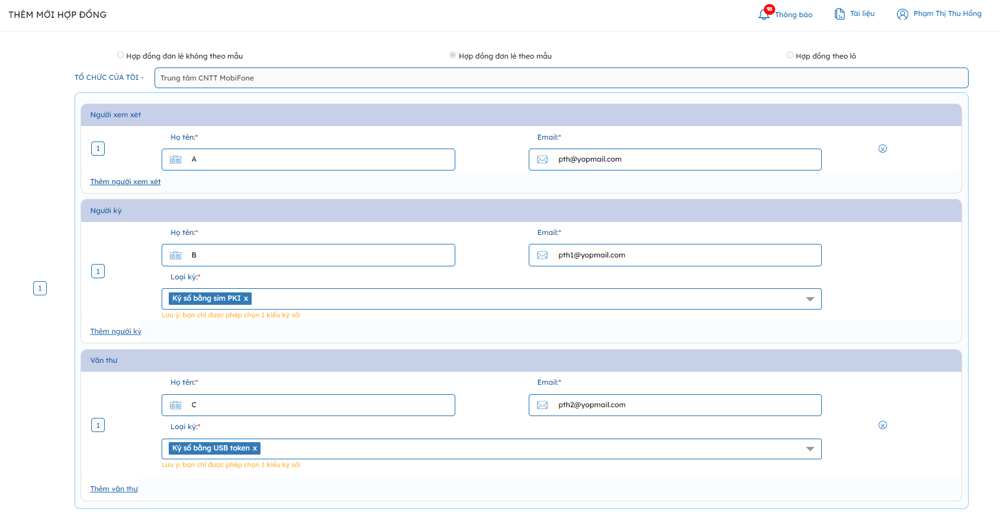 THÊM MỚI HỢP ĐỒNG
93
Thông báo
Tài liệu
Phạm Thị Thu Hồng
Hợp đồng đơn lẻ không theo mẫu
Hợp đồng đơn lẻ theo mẫu
Hợp đồng theo lô
TỔ CHỨC CỦA TÔI -
Trung tâm CNTT MobiFone
Người xem xét
Họ tên:*
Email:*
1
A
pth@yopmail.com
x
Thêm người xem xét
Người ký
Họ tên:*
Email:*
B
pth1@yopmail.com
1
Loại ký:*
1
Ký số bằng sim PKI x
Lưu ý: bạn chỉ được phép chọn 1 kiểu ký số!
Thêm người ký
Văn thư
Họ tên:*
Email:*
C
pth2@yopmail.com
1
Loại ký:*
x
Ký số bằng USB token x
Lưu ý: bạn chỉ được phép chọn 1 kiểu ký số!
Thêm văn thư